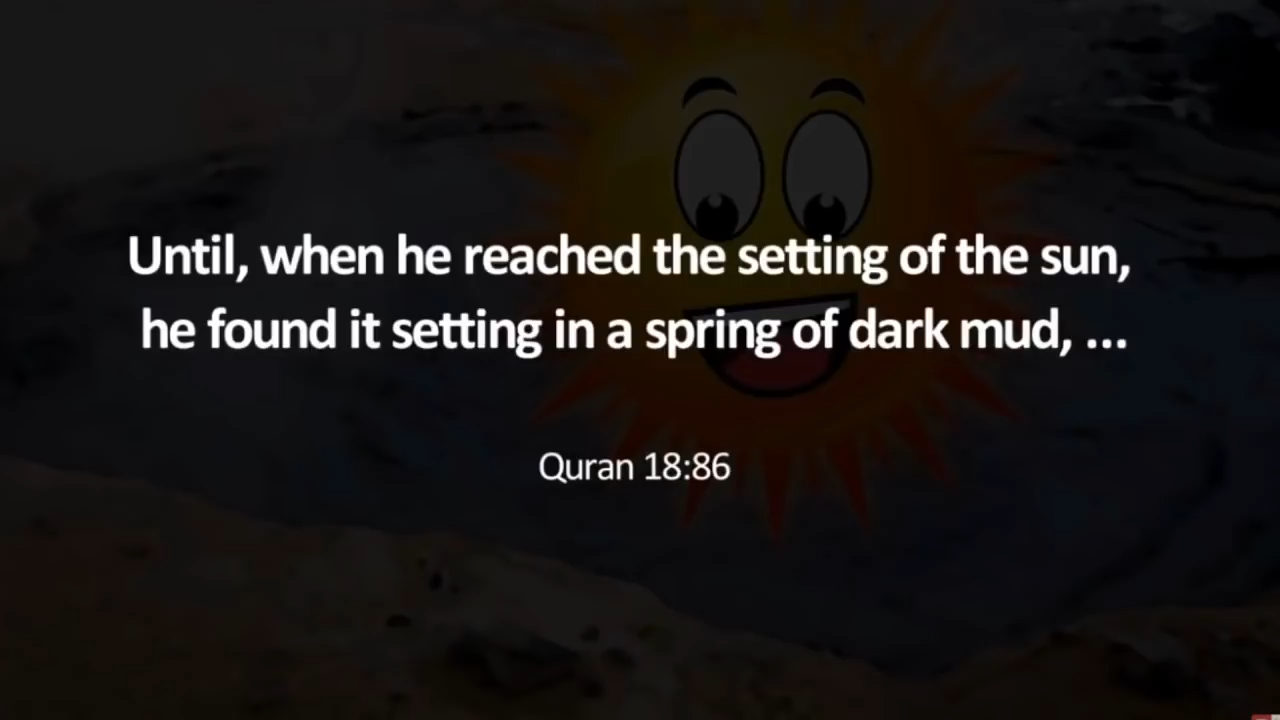 Until, when he reached the setting of the sun,
he found it setting in a spring of dark mud, ...
Quran 18:86